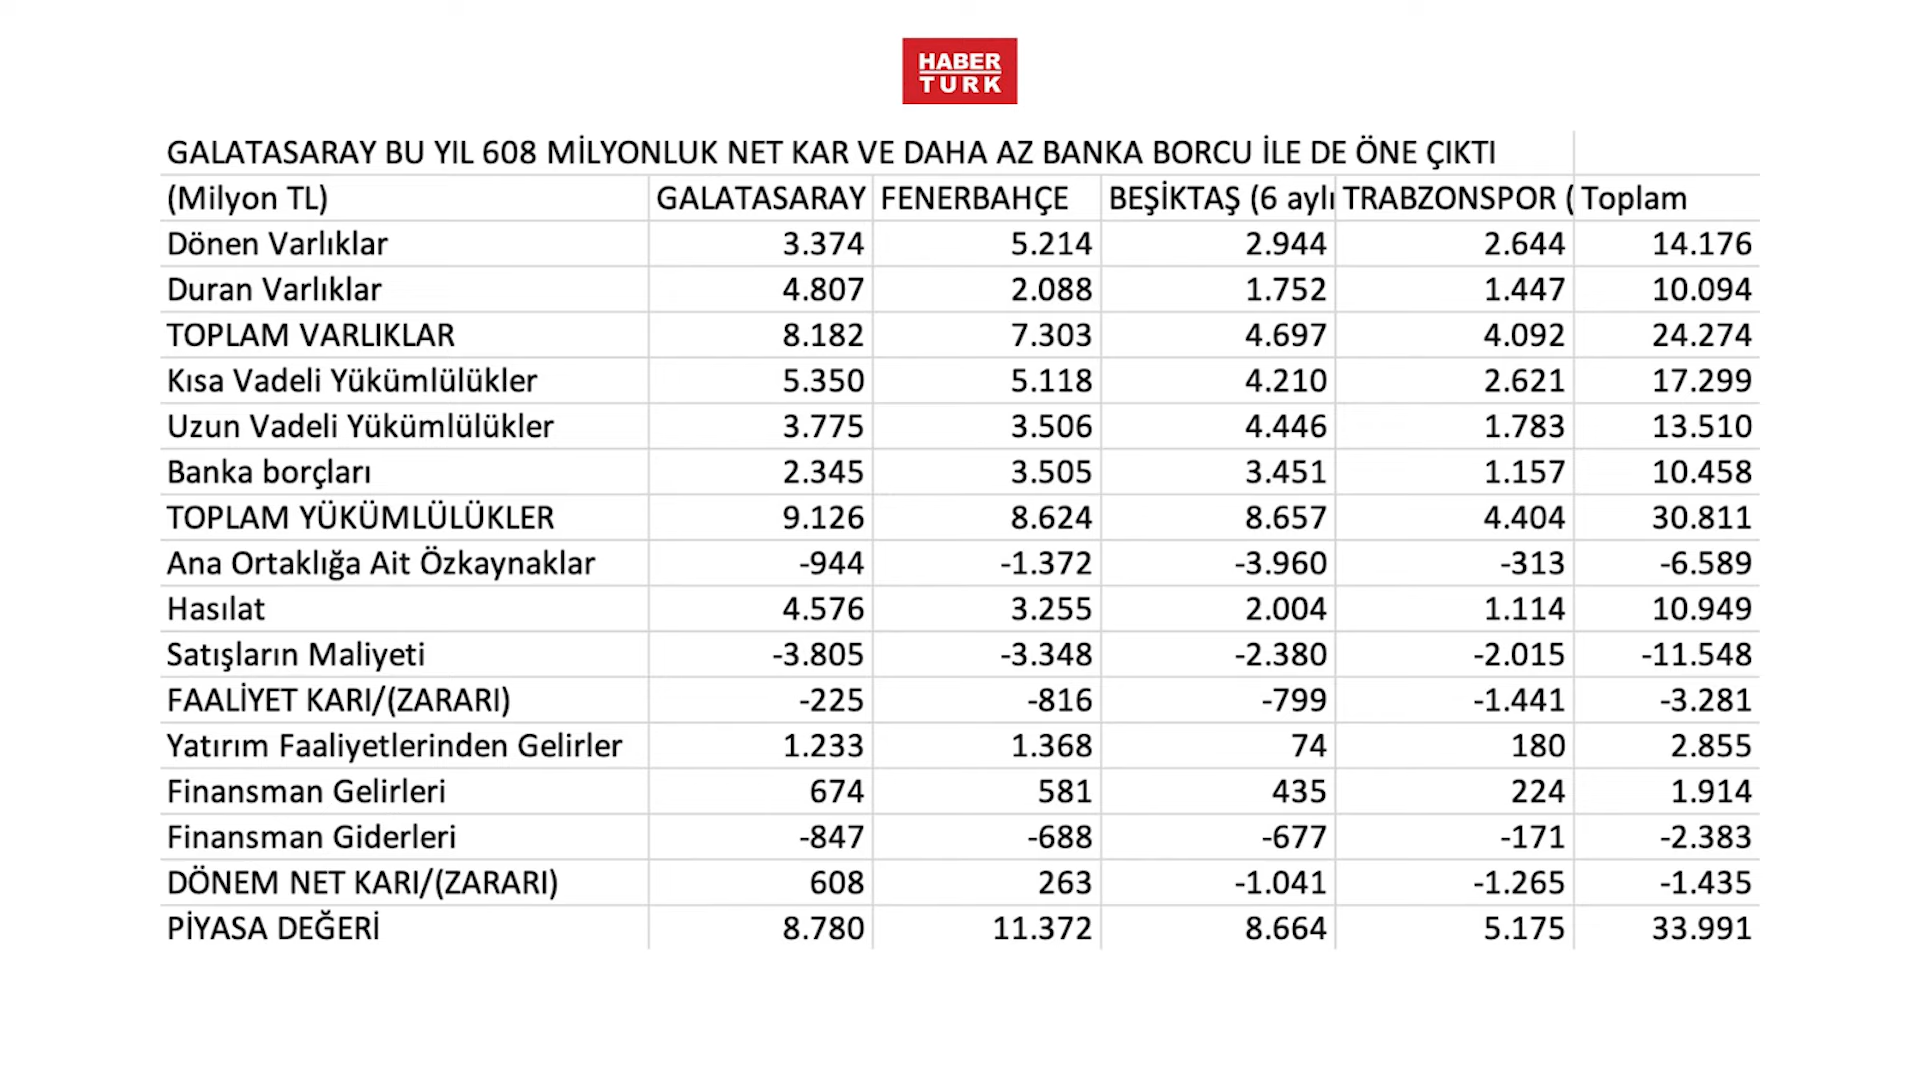 HABER
TURK
GALATASARAY BU YIL 608 MİLYONLUK NET KAR VE DAHA AZ BANKA BORCU İLE DE ÖNE ÇIKTI
(Milyon TL) GALATASARAY FENERBAHÇE BEŞİKTAŞ (6 aylı TRABZONSPOR ( Toplam
Dönen Varlıklar 3.374 5.214 2.944 2.644 14.176
Duran Varlıklar 4.807 2.088 1.752 1.447 10.094
TOPLAM VARLIKLAR 8.182 7.303 4.697 4.092 24.274
Kısa Vadeli Yükümlülükler 5.350 5.118 4.210 2.621 17.299
Uzun Vadeli Yükümlülükler 3.775 3.506 4.446 1.783 13.510
Banka borçları 2.345 3.505 3.451 1.157 10.458
TOPLAM YÜKÜMLÜLÜKLER 9.126 8.624 8.657 4.404 30.811
Ana Ortaklığa Ait Özkaynaklar -944 -1.372 -3.960 -313 -6.589
Hasılat 4.576 3.255 2.004 1.114 10.949
Satışların Maliyeti -3.805 -3.348 -2.380 -2.015 -11.548
FAALİYET KARI/(ZARARI) -225 -816 -799 -1.441 -3.281
Yatırım Faaliyetlerinden Gelirler 1.233 1.368 74 180 2.855
Finansman Gelirleri 674 581 435 224 1.914
Finansman Giderleri -847 -688 -677 -171 -2.383
DÖNEM NET KARI/(ZARARI) 608 263 -1.041 -1.265 -1.435
PİYASA DEĞERİ 8.780 11.372 8.664 5.175 33.991